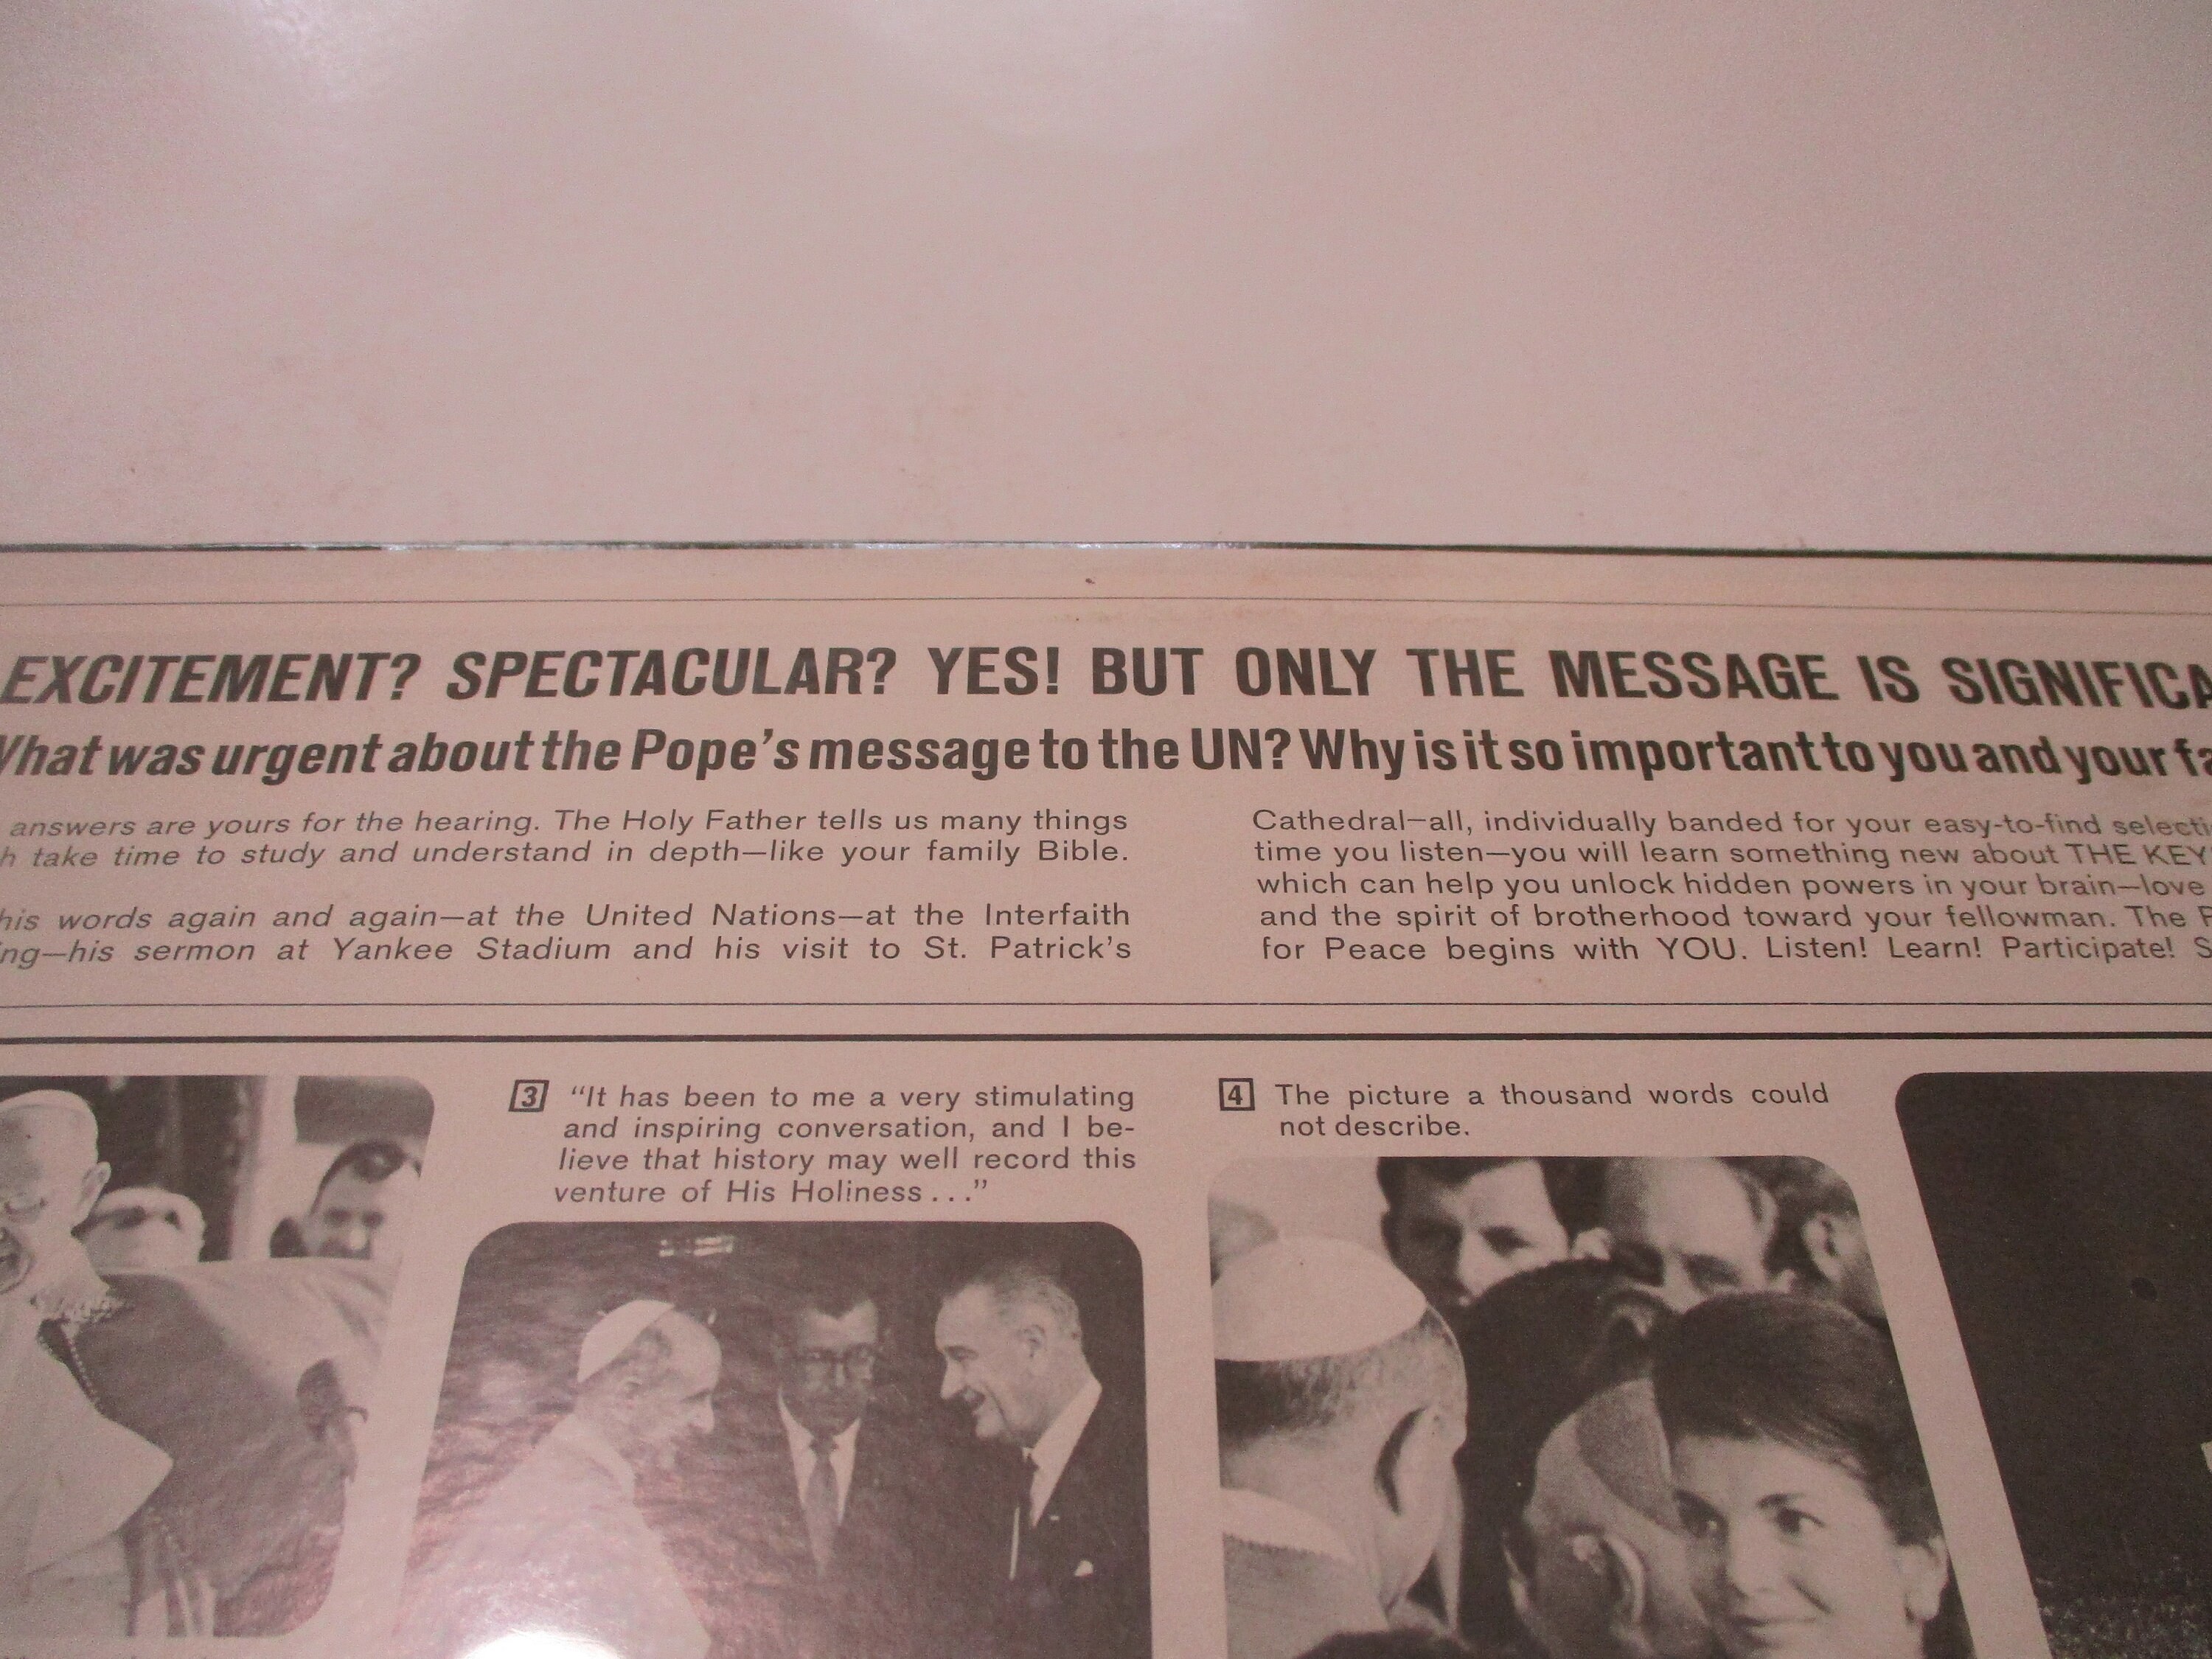 EXCITEMENT? SPECTACULAR? YES! BUT ONLY THE MESSAGE IS SIGNIFICA
What was urgent about the Pope's message to the UN? Why is it so important to you and your fa
answers are yours for the hearing. The Holy Father tells us many things
h take time to study and understand in depth—like your family Bible.
his words again and again—at the United Nations—at the Interfaith
ng—his sermon at Yankee Stadium and his visit to St. Patrick's
Cathedral—all, individually banded for your easy-to-find selecti
time you listen—you will learn something new about THE KEY
which can help you unlock hidden powers in your brain—love
and the spirit of brotherhood toward your fellowman. The P
for Peace begins with YOU. Listen! Learn! Participate! S
3 "It has been to me a very stimulating
and inspiring conversation, and I be-
lieve that history may well record this
venture of His Holiness . . ."
4 The picture a thousand words could
not describe.